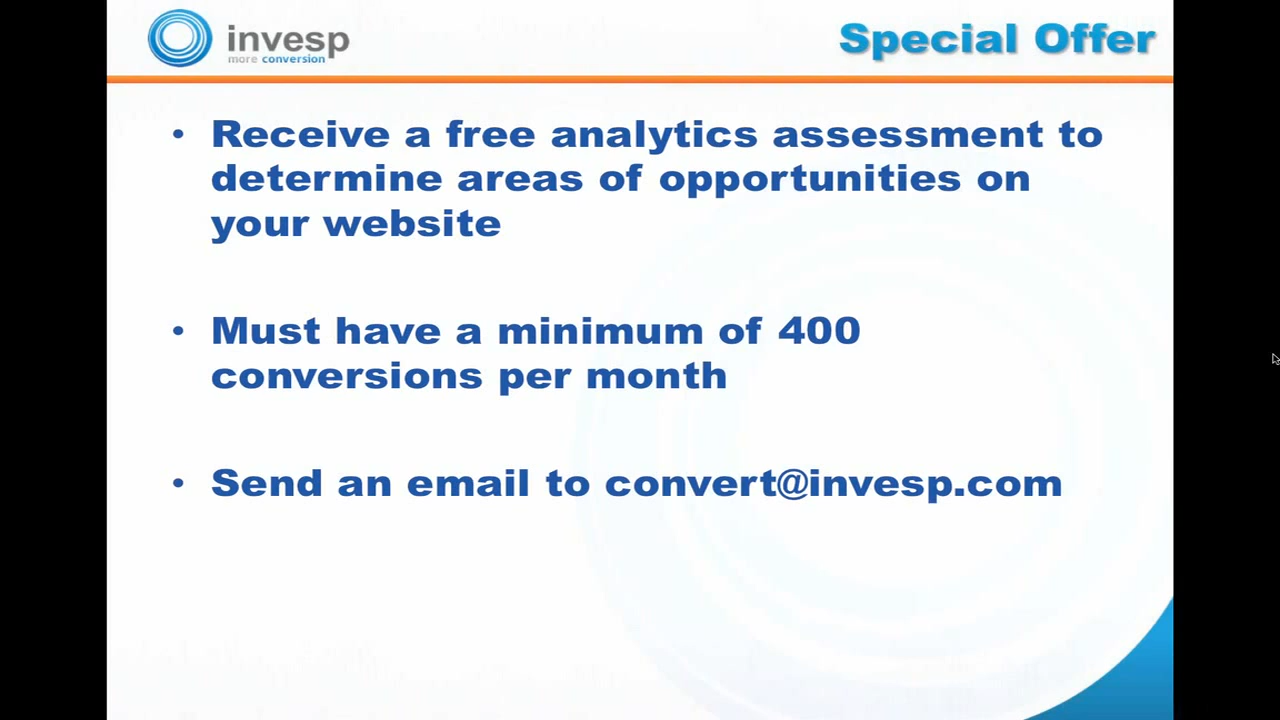 invesp
more conversion
Special Offer
• Receive a free analytics assessment to
determine areas of opportunities on
your website
• Must have a minimum of 400
conversions per month
• Send an email to convert@invesp.com